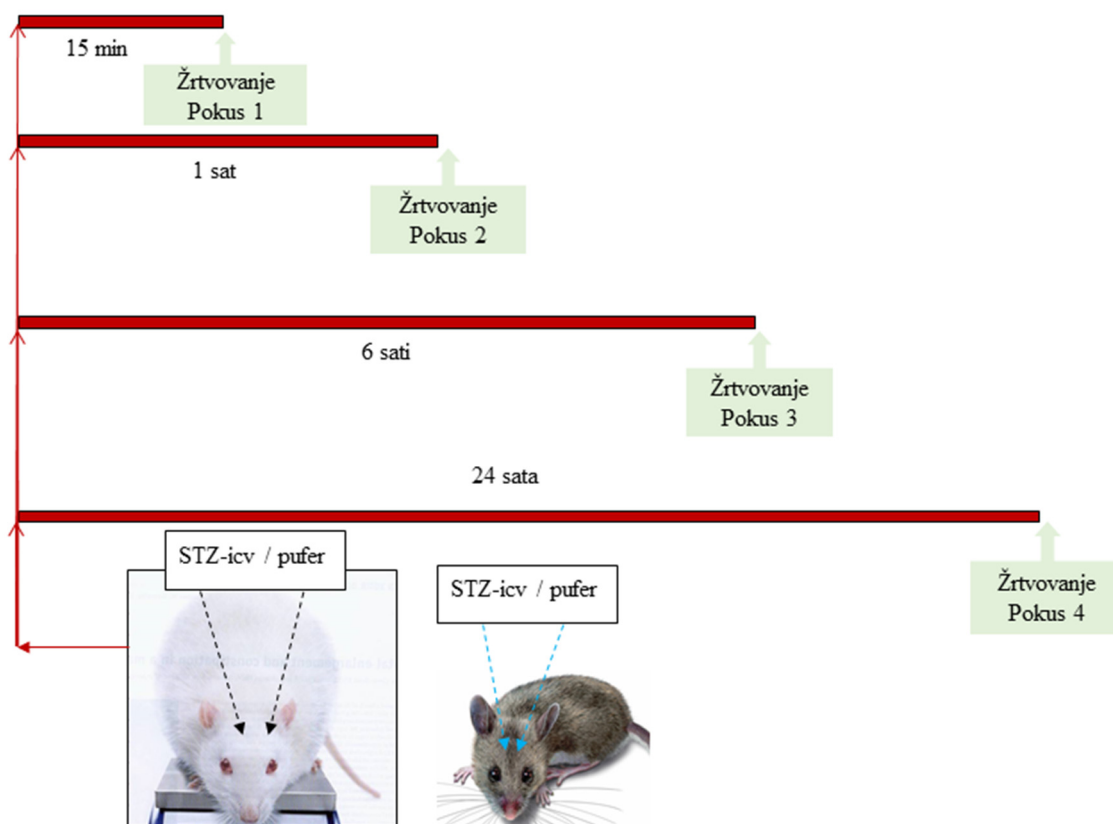 15 min
Žrtvovanje
Pokus 1
1 sat
Žrtvovanje
Pokus 2
6 sati
Žrtvovanje
Pokus 3
24 sata
Žrtvovanje
Pokus 4
STZ-icv / pufer
STZ-icv / pufer